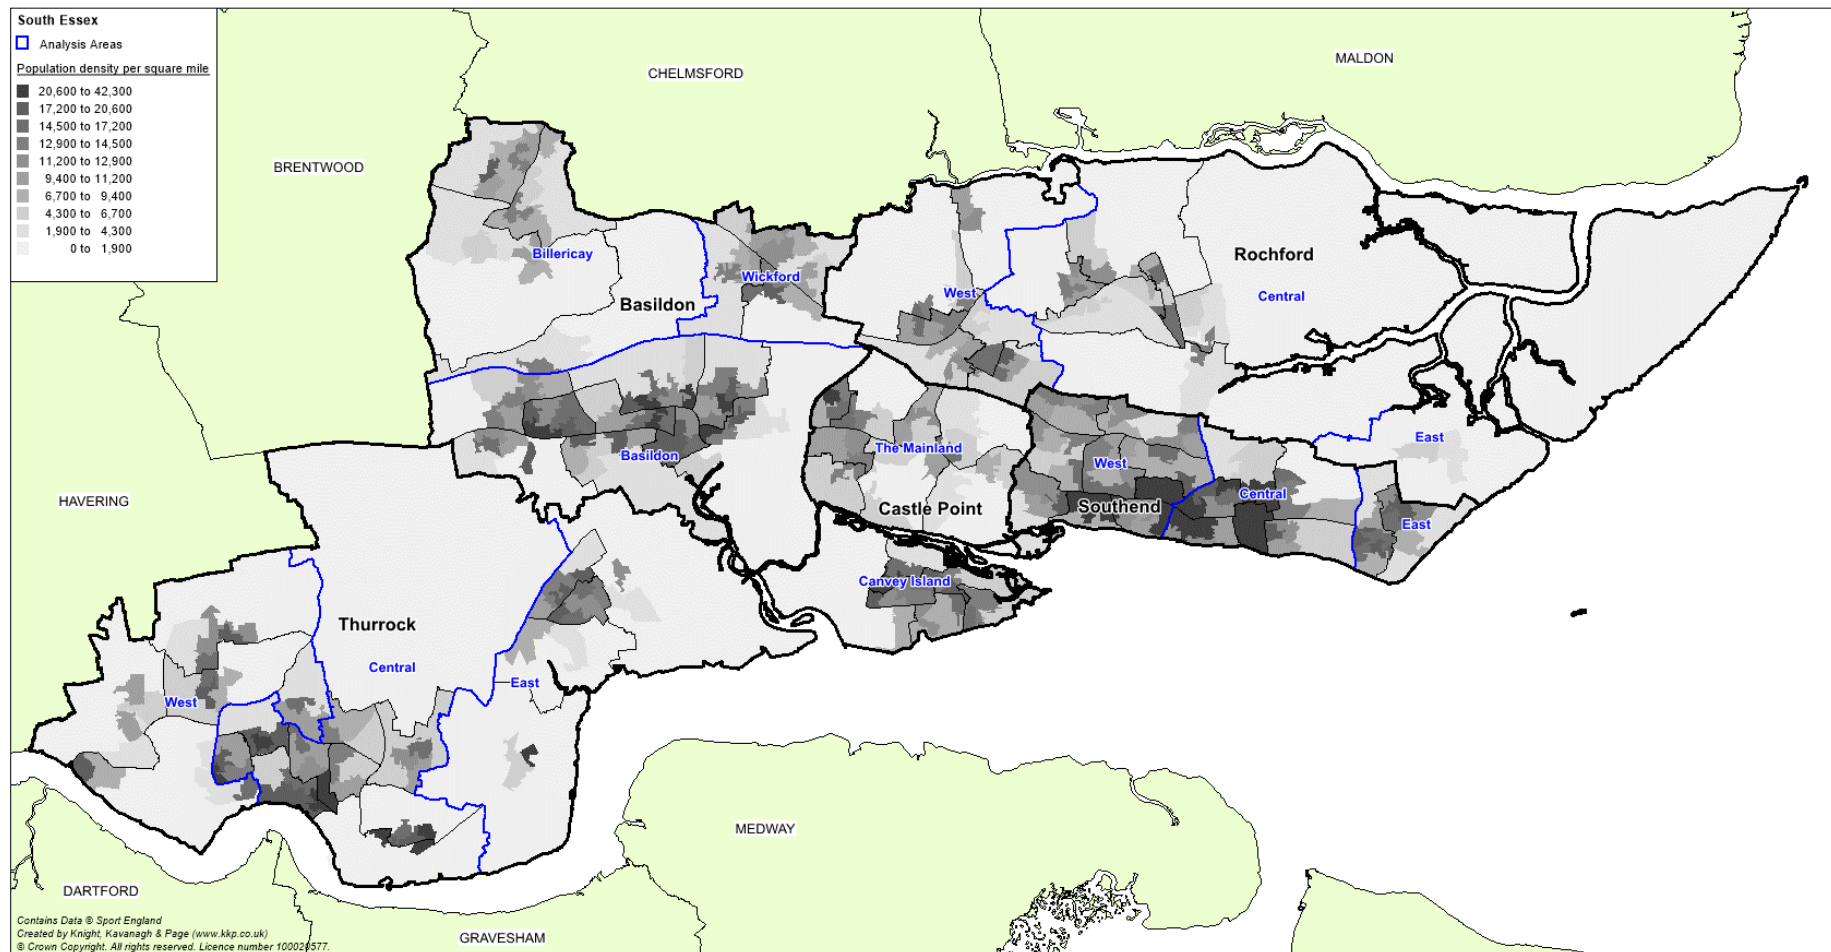 South Essex
Analysis Areas
Population density per square mile
20,600 to 42,300
17,200 to 20,600
14,500 to 17,200
12,900 to 14,500
11,200 to 12,900
9,400 to 11,200
6,700 to 9,400
4,300 to 6,700
1,900 to 4,300
0 to 1,900
CHELMSFORD
MALDON
BRENTWOOD
Billericay
Wickford
Basildon
Rochford
West
Central
Basildon
The Mainland
West
East
HAVERING
Castle Point
Southend
Central
East
Canvey Island
Thurrock
Central
West
East
MEDWAY
DARTFORD
GRAVESHAM
Contains Data © Sport England
Created by Knight, Kavanagh & Page (www.kkp.co.uk)
© Crown Copyright. All rights reserved. Licence number 100020577.